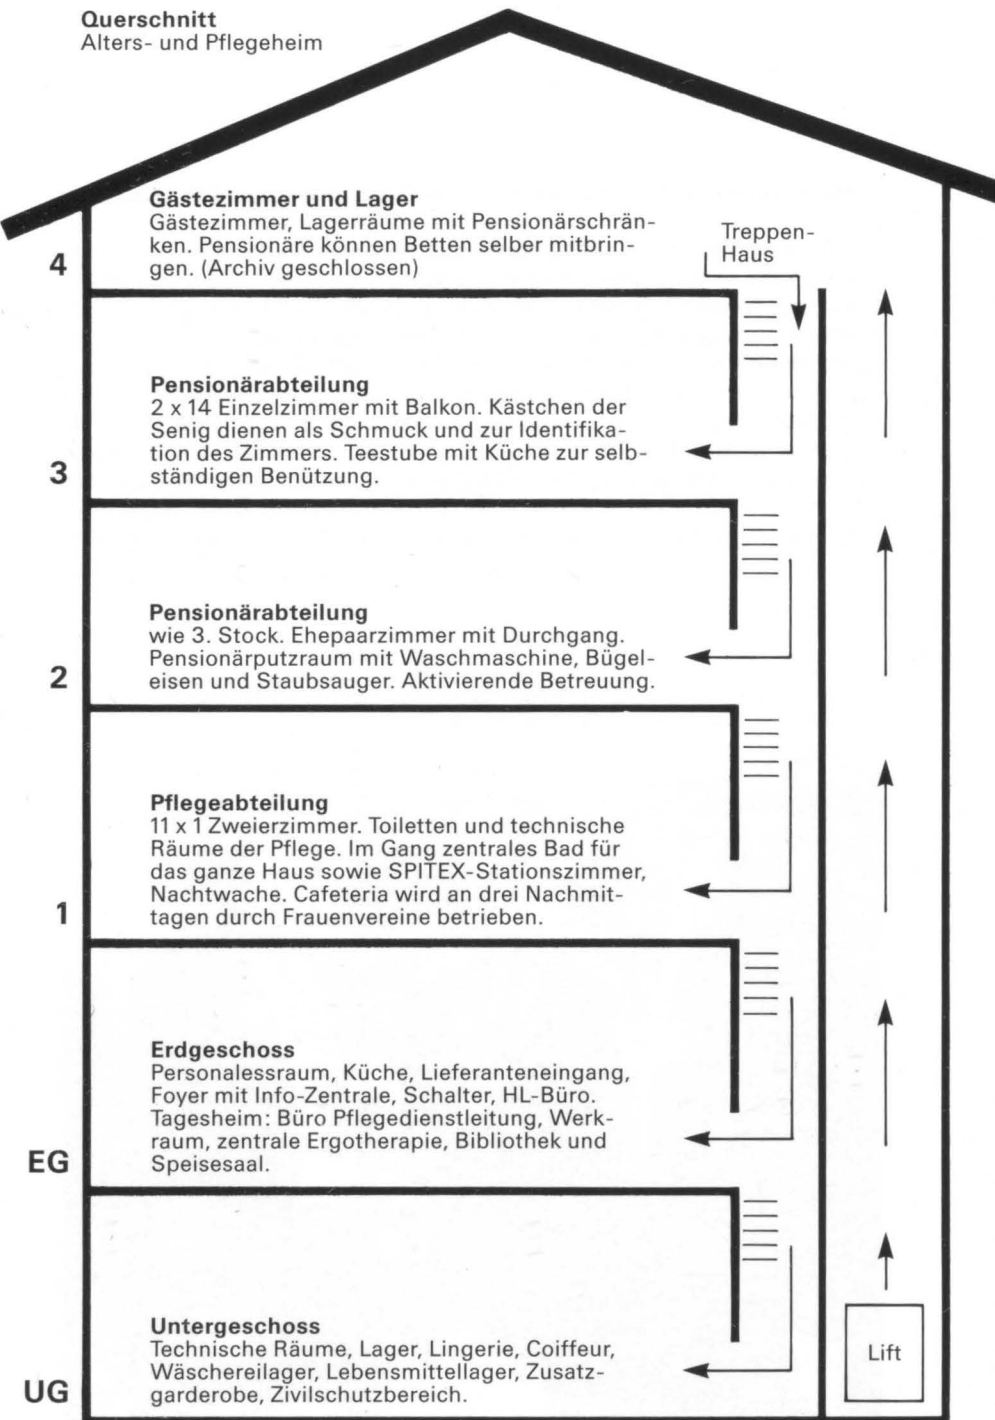 Querschnitt
Alters- und Pflegeheim
Gästezimmer und Lager
Gästezimmer, Lagerräume mit Pensionärschrän-
ken. Pensionäre können Betten selber mitbrin-
gen. (Archiv geschlossen)
Treppen-
Haus
4
Pensionärabteilung
2 x 14 Einzelzimmer mit Balkon. Kästchen der
Senig dienen als Schmuck und zur Identifika-
tion des Zimmers. Teestube mit Küche zur selb-
ständigen Benützung.
3
Pensionärabteilung
wie 3. Stock. Ehepaarzimmer mit Durchgang.
Pensionärputzraum mit Waschmaschine, Bügel-
eisen und Staubsauger. Aktivierende Betreuung.
2
Pflegeabteilung
11 x 1 Zweierzimmer. Toiletten und technische
Räume der Pflege. Im Gang zentrales Bad für
das ganze Haus sowie SPITEX-Stationszimmer,
Nachtwache. Cafeteria wird an drei Nachmit-
tagen durch Frauenvereine betrieben.
1
Erdgeschoss
Personalessraum, Küche, Lieferanteneingang,
Foyer mit Info-Zentrale, Schalter, HL-Büro.
Tagesheim: Büro Pflegedienstleitung, Werk-
raum, zentrale Ergotherapie, Bibliothek und
Speisesaal.
EG
Untergeschoss
Technische Räume, Lager, Lingerie, Coiffeur,
Wäschereilager, Lebensmittellager, Zusatz-
garderobe, Zivilschutzbereich.
UG
Lift